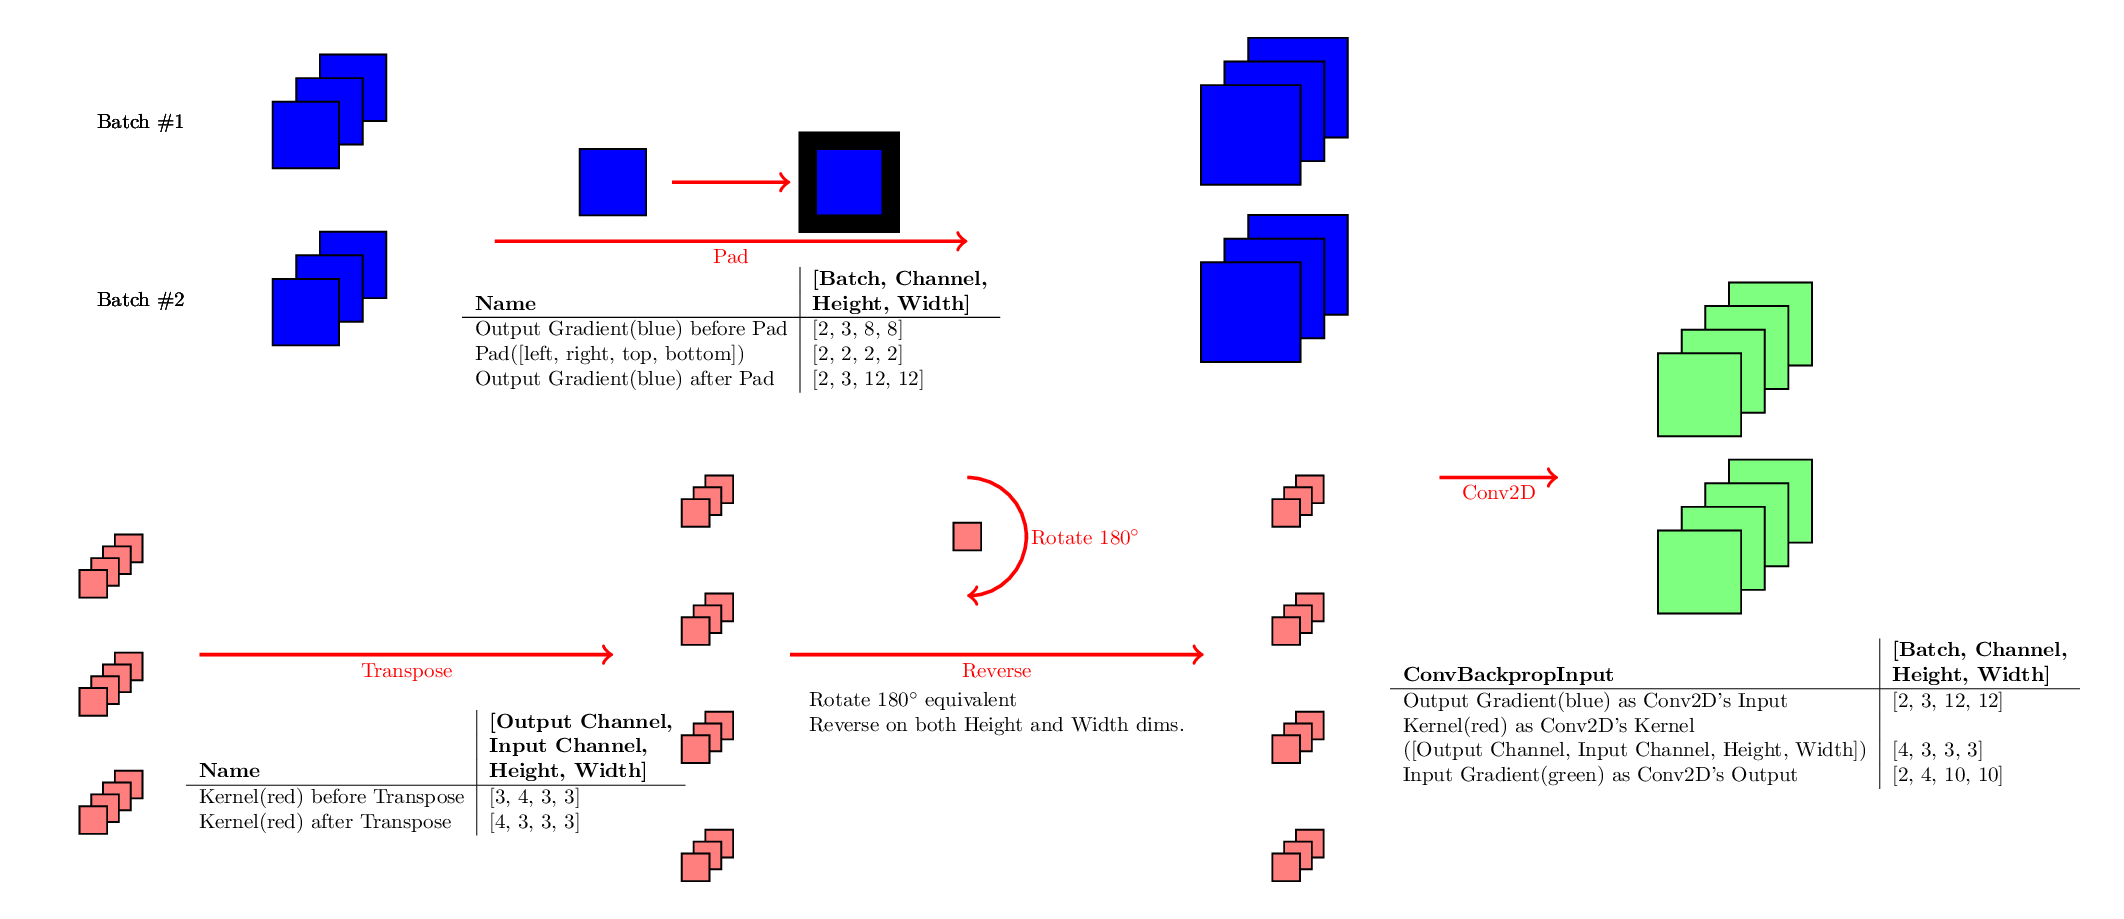 Batch #1
Batch #2
Pad
[Batch, Channel,
Name Height, Width]
Output Gradient(blue) before Pad [2, 3, 8, 8]
Pad([left, right, top, bottom]) [2, 2, 2, 2]
Output Gradient(blue) after Pad [2, 3, 12, 12]
Transpose
[Output Channel,
Input Channel,
Name Height, Width]
Kernel(red) before Transpose [3, 4, 3, 3]
Kernel(red) after Transpose [4, 3, 3, 3]
Rotate 180°
Reverse
Rotate 180° equivalent
Reverse on both Height and Width dims.
Conv2D
[Batch, Channel,
ConvBackpropInput Height, Width]
Output Gradient(blue) as Conv2D's Input [2, 3, 12, 12]
Kernel(red) as Conv2D's Kernel
([Output Channel, Input Channel, Height, Width]) [4, 3, 3, 3]
Input Gradient(green) as Conv2D's Output [2, 4, 10, 10]